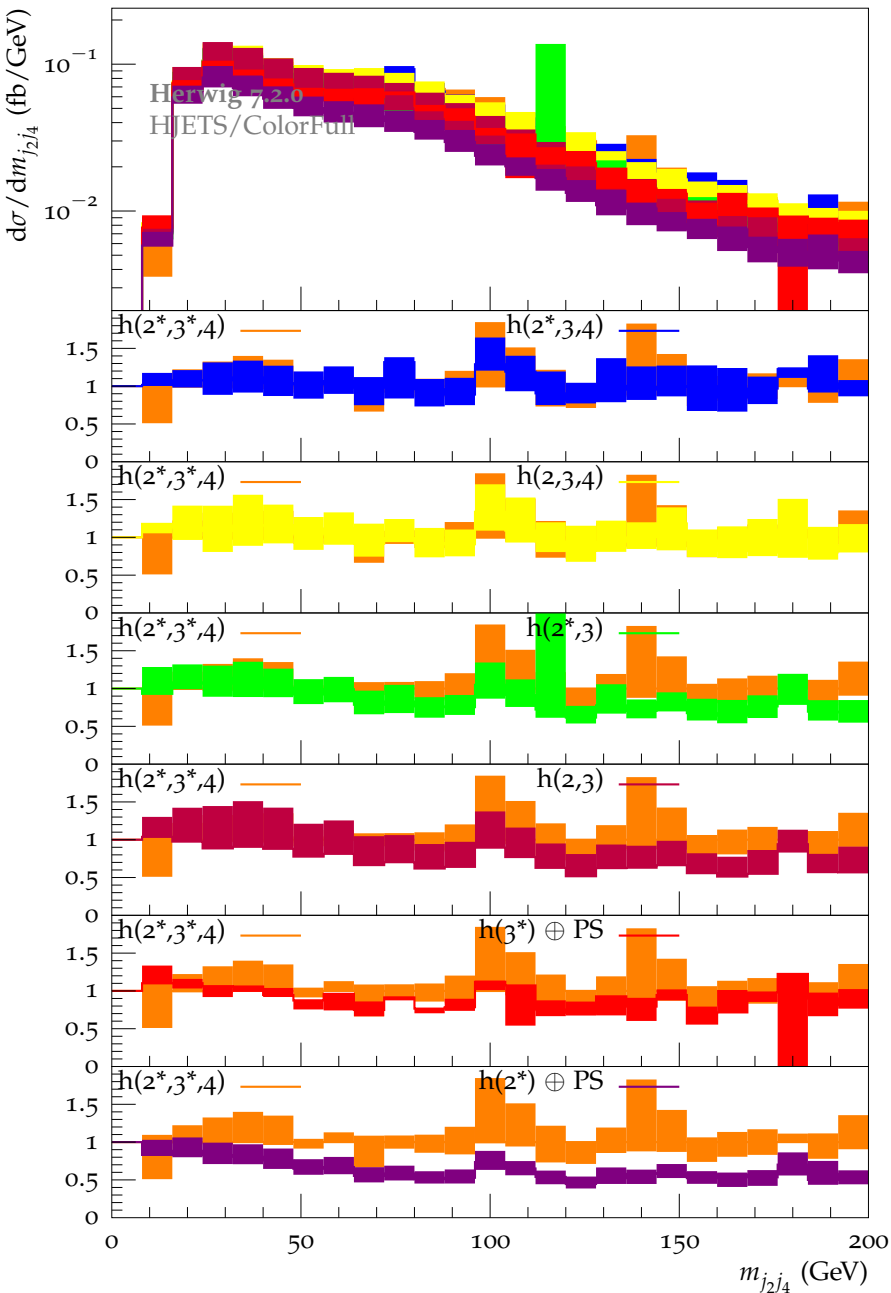 dσ/dm_{j₂j₄} (fb/GeV)
10⁻¹
10⁻²
Herwig 7.2.0
HJETS/ColorFull
h(2*,3*,4) h(2*,3,4)
1.5
1
0.5
0
h(2*,3*,4) h(2,3,4)
1.5
1
0.5
0
h(2*,3*,4) h(2*,3)
1.5
1
0.5
0
h(2*,3*,4) h(2,3)
1.5
1
0.5
0
h(2*,3*,4) h(3*) ⊕ PS
1.5
1
0.5
0
h(2*,3*,4) h(2*) ⊕ PS
1.5
1
0.5
0
0 50 100 150 200
m_{j₂j₄} (GeV)